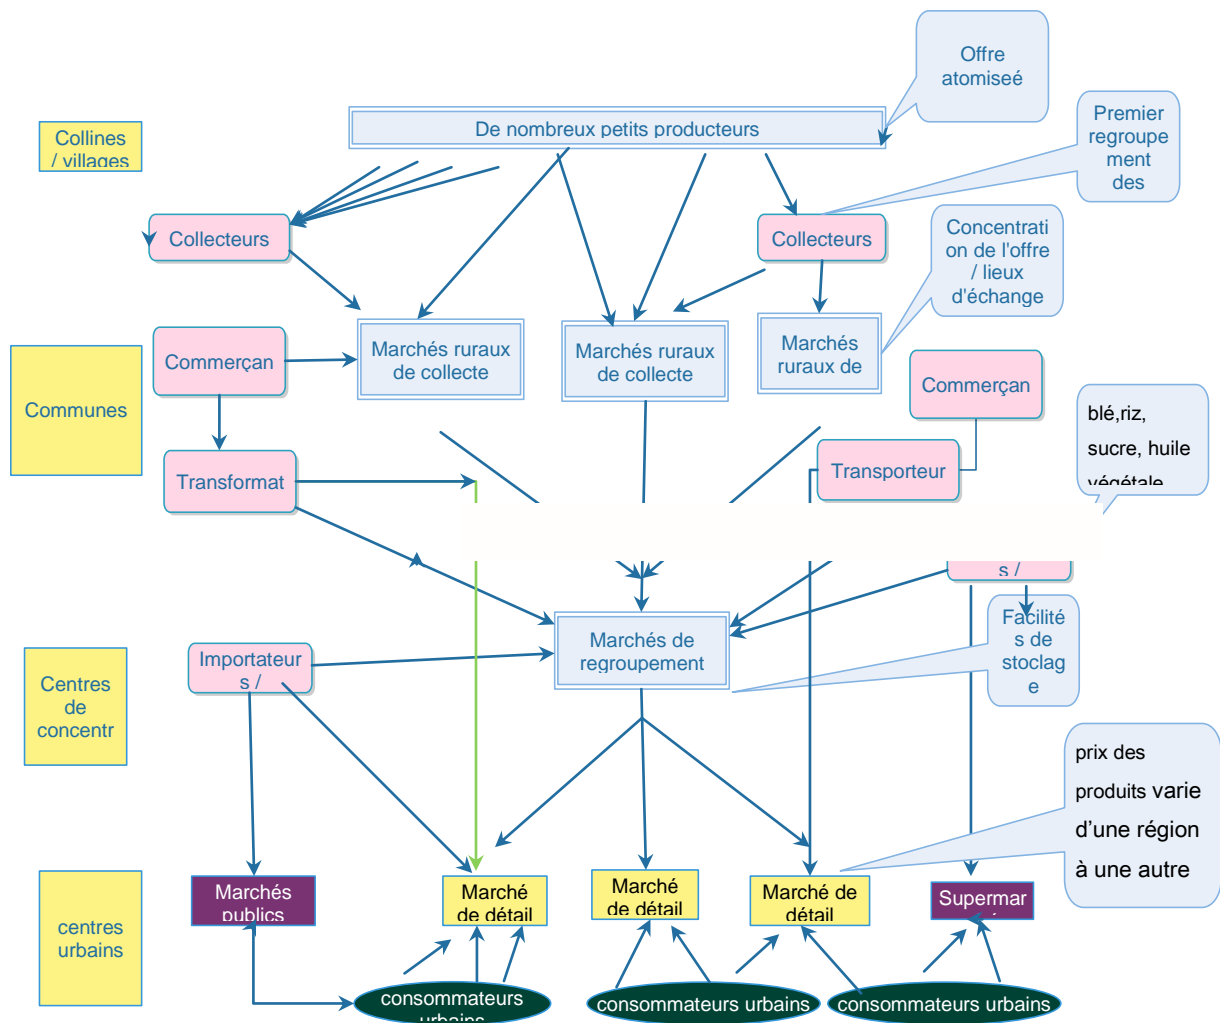 Offre
atomiseé
Premier
regroupe
ment
des
De nombreux petits producteurs
Collines
/ villages
Collecteurs
Collecteurs
Concentrati
on de l'offre
/ lieux
d'échange
Marchés ruraux
de collecte
Marchés ruraux
de collecte
Marchés
ruraux de
Commerçan
Commerçan
Communes
blé,riz,
sucre, huile
végétale
Transformat
Transporteur
s /
Facilité
s de
stoclag
e
Marchés de
regroupement
Importateur
s /
Centres
de
concentr
prix des
produits varie
d’une région
à une autre
Marchés
publics
Marché
de détail
Marché
de détail
Marché de
détail
Supermar
centres
urbains
consommateurs
urbains
consommateurs urbains
consommateurs urbains